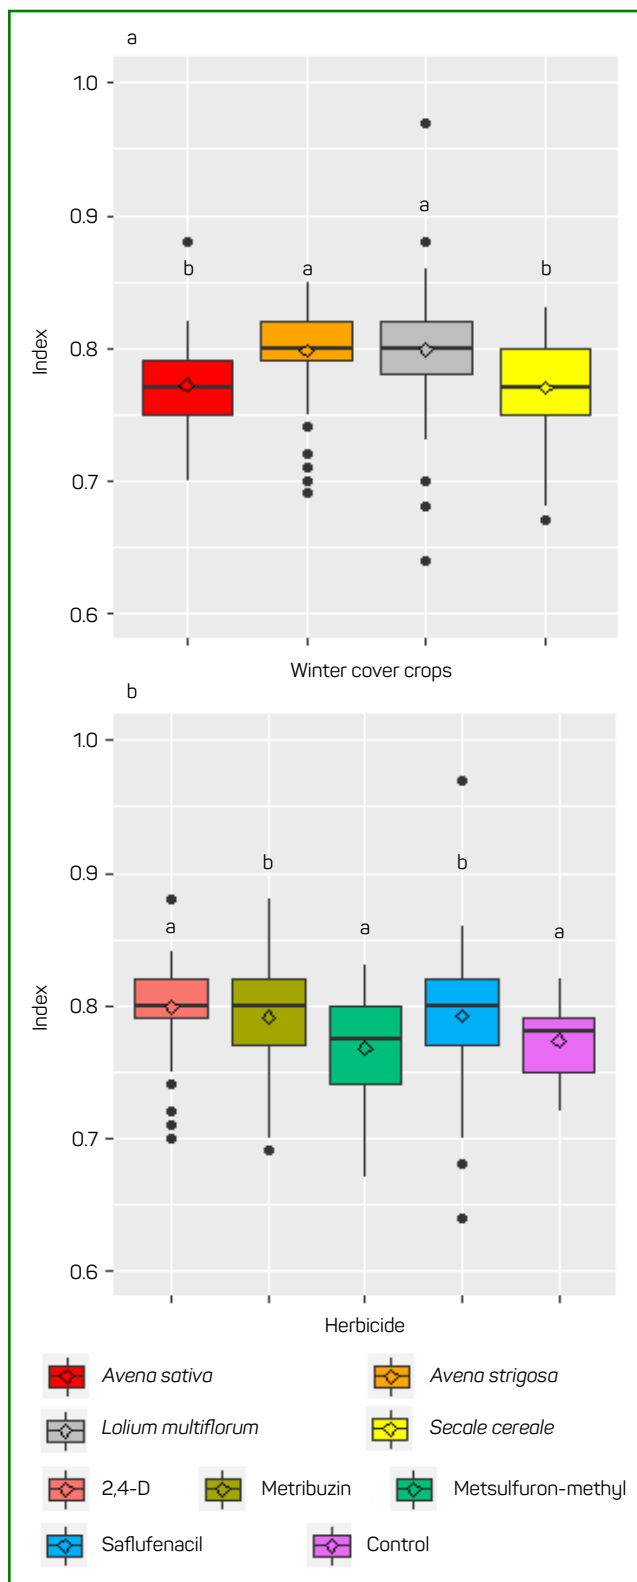 a
1.0
0.9
a
b a b
0.8
Index
0.7
0.6
Winter cover crops
b
1.0
0.9
b b
a a a
0.8
Index
0.7
0.6
Herbicide
Avena sativa Avena strigosa
Lolium multiflorum Secale cereale
2,4-D Metribuzin Metsulfuron-methyl
Saflufenacil Control